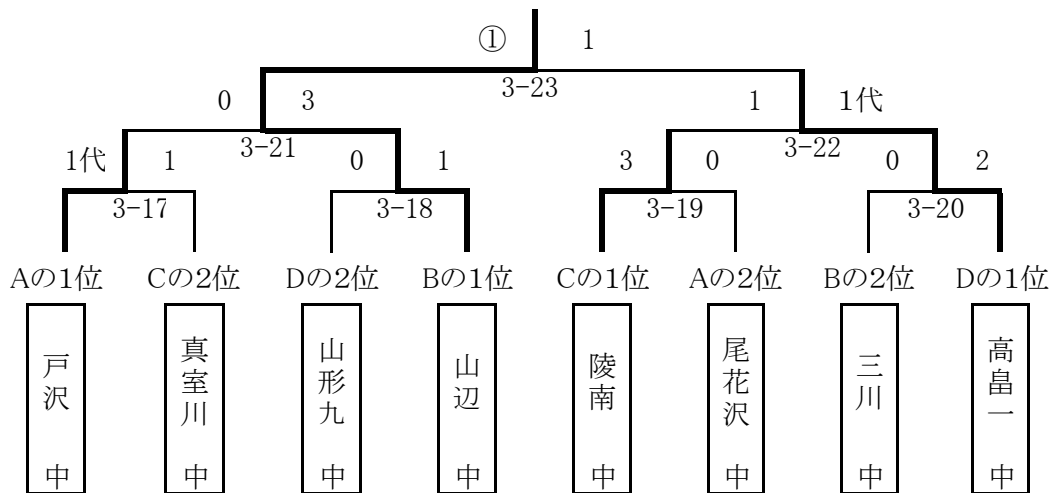 ① 1
3-23
0 3 1 1代
3-21 3-22
1代 1 0 1 3 0 0 2
3-17 3-18 3-19 3-20
Aの1位 Cの2位 Dの2位 Bの1位 Cの1位 Aの2位 Bの2位 Dの1位
戸沢 中
真室川 中
山形九 中
山辺 中
陵南 中
尾花沢 中
三川 中
高畠一 中